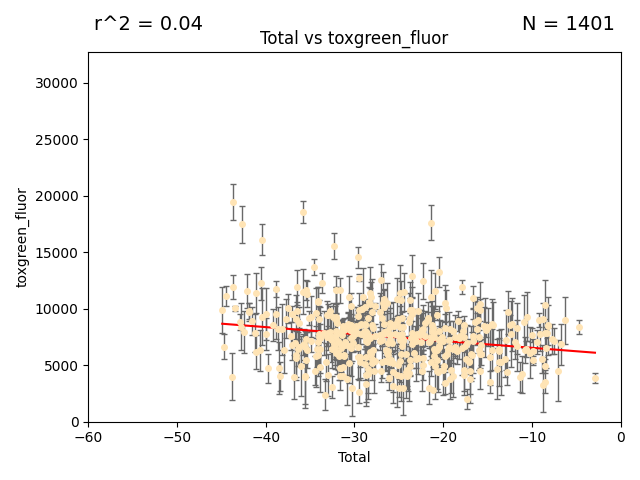 r^2 = 0.04
N = 1401
Total vs toxgreen_fluor
30000
25000
20000
15000
10000
5000
0
toxgreen_fluor
−60
−50
−40
−30
−20
−10
0
Total